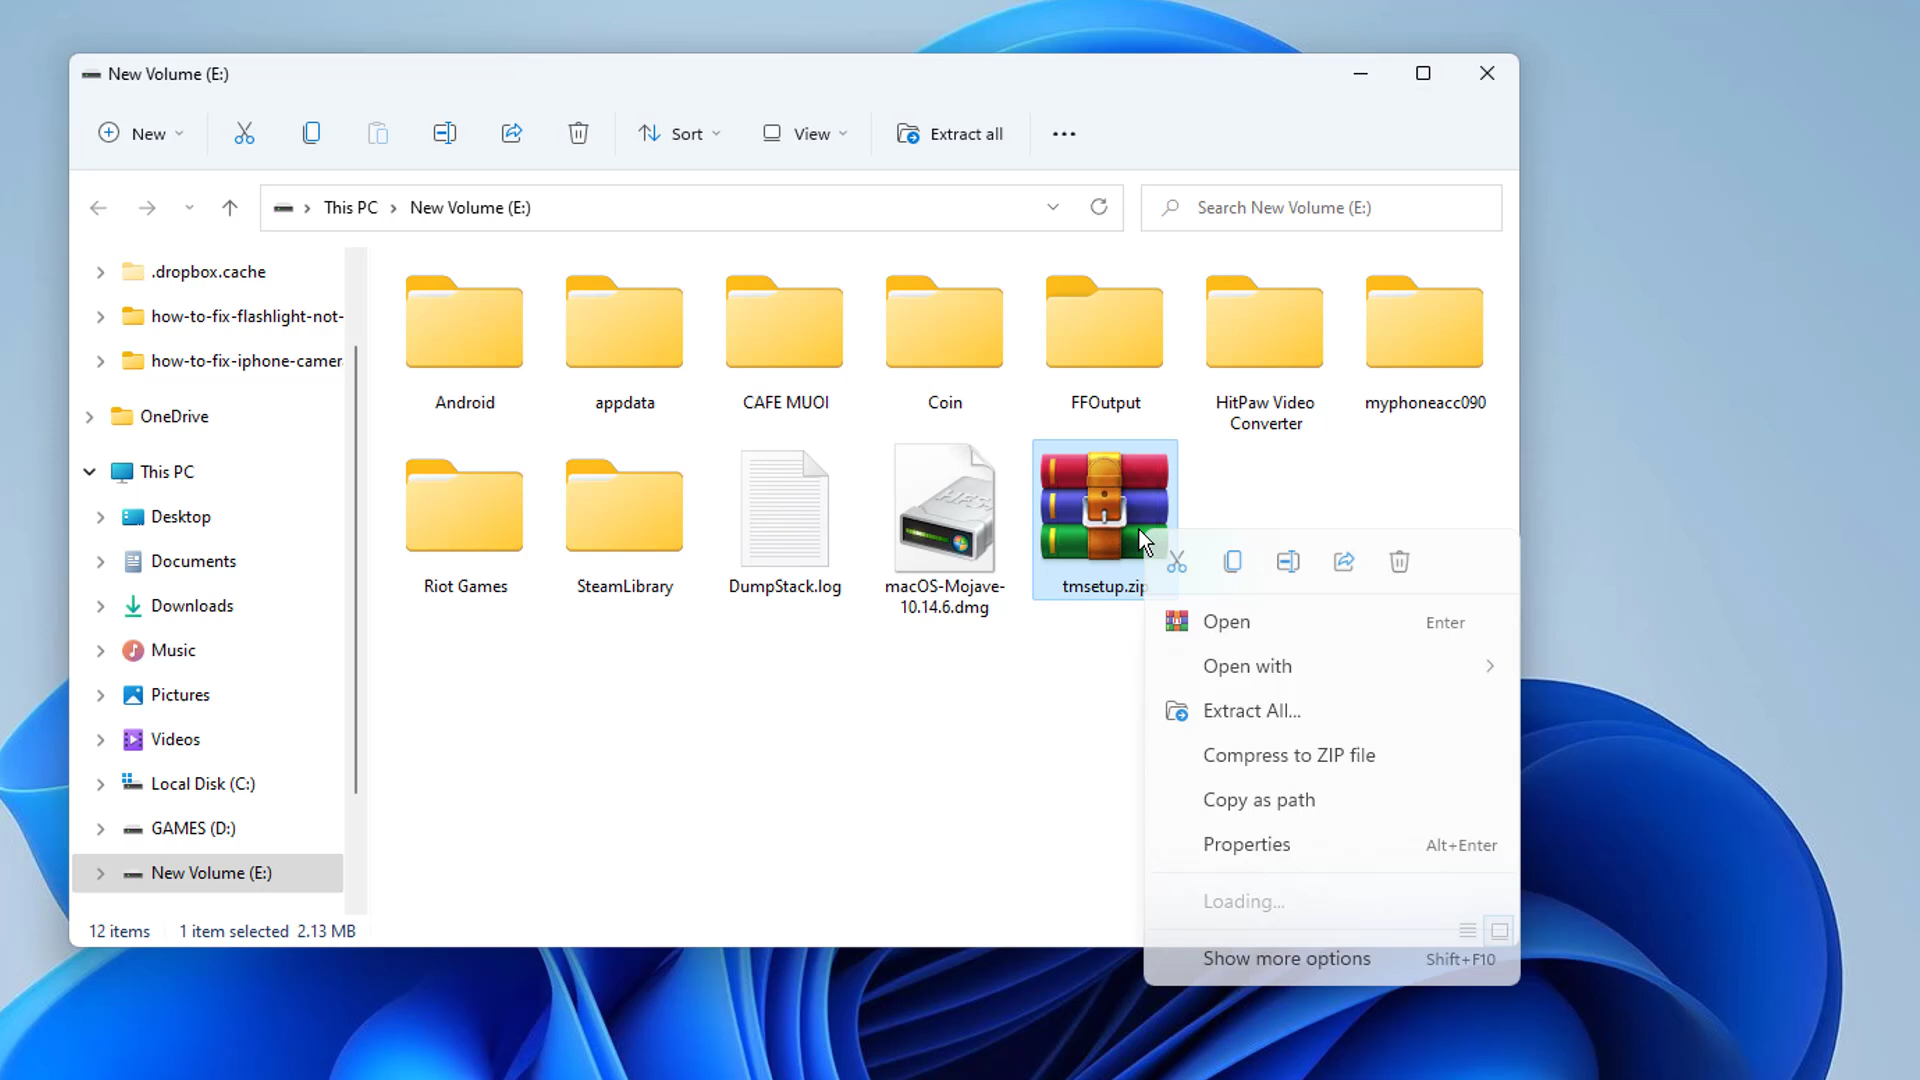 New Volume (E:)
New
Sort
View
Extract all
This PC
New Volume (E:)
Search New Volume (E:)
.dropbox.cache
how-to-fix-flashlight-not-
how-to-fix-iphone-camer
OneDrive
This PC
Desktop
Documents
Downloads
Music
Pictures
Videos
Local Disk (C:)
GAMES (D:)
New Volume (E:)
Android
appdata
CAFE MUOI
Coin
FFOutput
HitPaw Video
Converter
myphoneacc090
Riot Games
SteamLibrary
DumpStack.log
macOS-Mojave-
10.14.6.dmg
tmsetup.zip
Open Enter
Open with
Extract All...
Compress to ZIP file
Copy as path
Properties Alt+Enter
Loading...
Show more options Shift+F10
12 items 1 item selected 2.13 MB